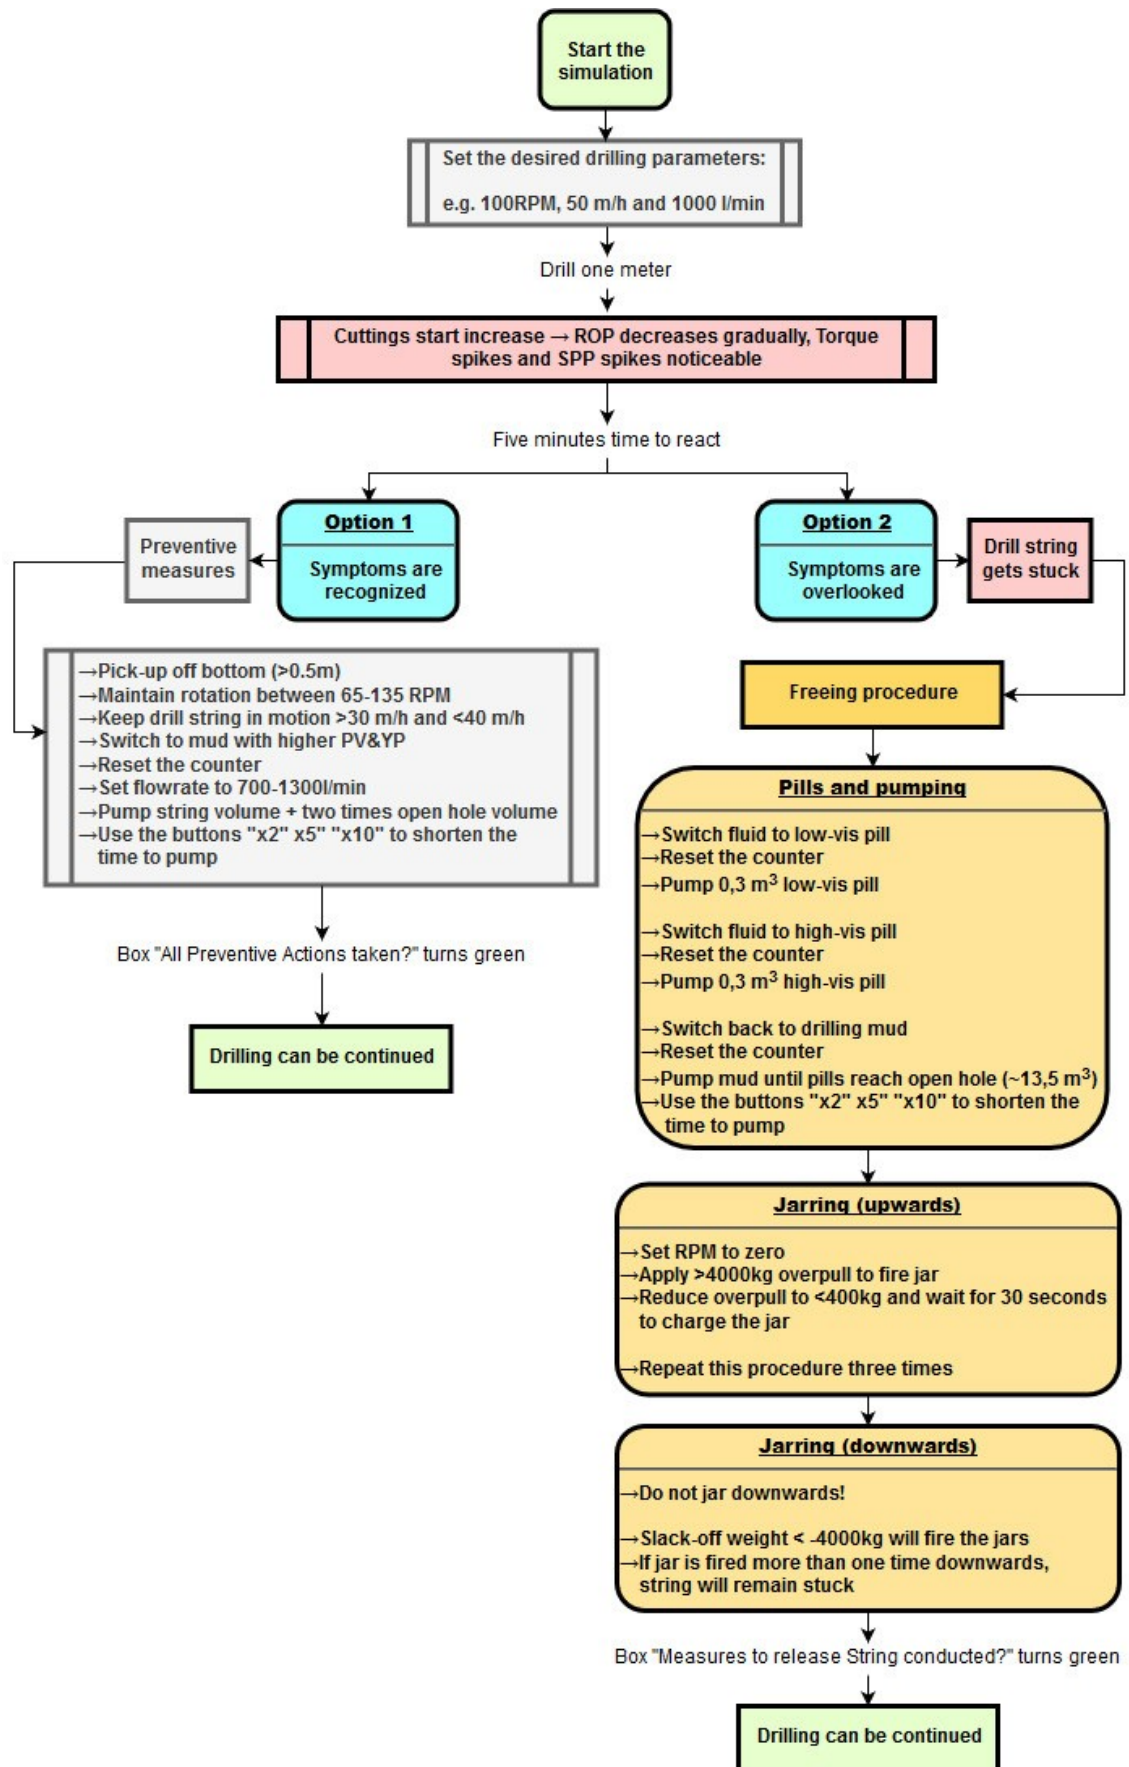 Start the
simulation
Set the desired drilling parameters:
e.g. 100RPM, 50 m/h and 1000 l/min
Drill one meter
Cuttings start increase → ROP decreases gradually, Torque
spikes and SPP spikes noticeable
Five minutes time to react
Option 1
Symptoms are
recognized
Preventive
measures
→Pick-up off bottom (>0.5m)
→Maintain rotation between 65-135 RPM
→Keep drill string in motion >30 m/h and <40 m/h
→Switch to mud with higher PV&YP
→Reset the counter
→Set flowrate to 700-1300l/min
→Pump string volume + two times open hole volume
→Use the buttons "x2" x5" "x10" to shorten the
time to pump
Box "All Preventive Actions taken?" turns green
Drilling can be continued
Option 2
Symptoms are
overlooked
Drill string
gets stuck
Freeing procedure
Pills and pumping
→Switch fluid to low-vis pill
→Reset the counter
→Pump 0,3 m³ low-vis pill
→Switch fluid to high-vis pill
→Reset the counter
→Pump 0,3 m³ high-vis pill
→Switch back to drilling mud
→Reset the counter
→Pump mud until pills reach open hole (~13,5 m³)
→Use the buttons "x2" x5" "x10" to shorten the
time to pump
Jarring (upwards)
→Set RPM to zero
→Apply >4000kg overpull to fire jar
→Reduce overpull to <400kg and wait for 30 seconds
to charge the jar
→Repeat this procedure three times
Jarring (downwards)
→Do not jar downwards!
→Slack-off weight < -4000kg will fire the jars
→If jar is fired more than one time downwards,
string will remain stuck
Box "Measures to release String conducted?" turns green
Drilling can be continued